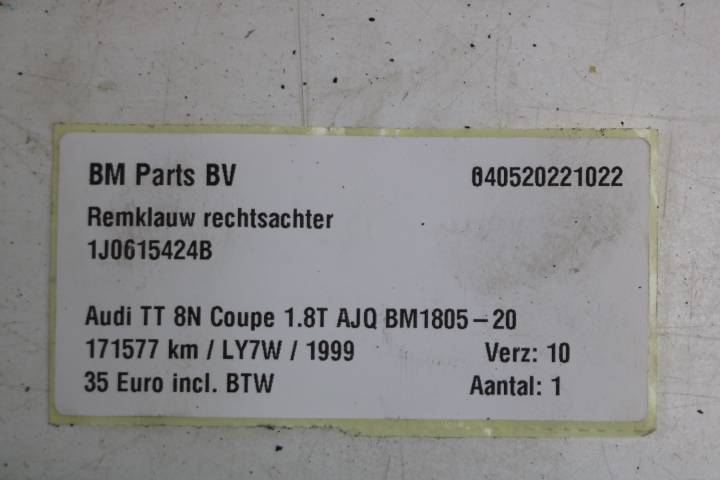 BM Parts BV 040520221022
Remklauw rechtsachter
1J0615424B
Audi TT 8N Coupe 1.8T AJQ BM1805-20
171577 km / LY7W / 1999 Verz: 10
35 Euro incl. BTW Aantal: 1